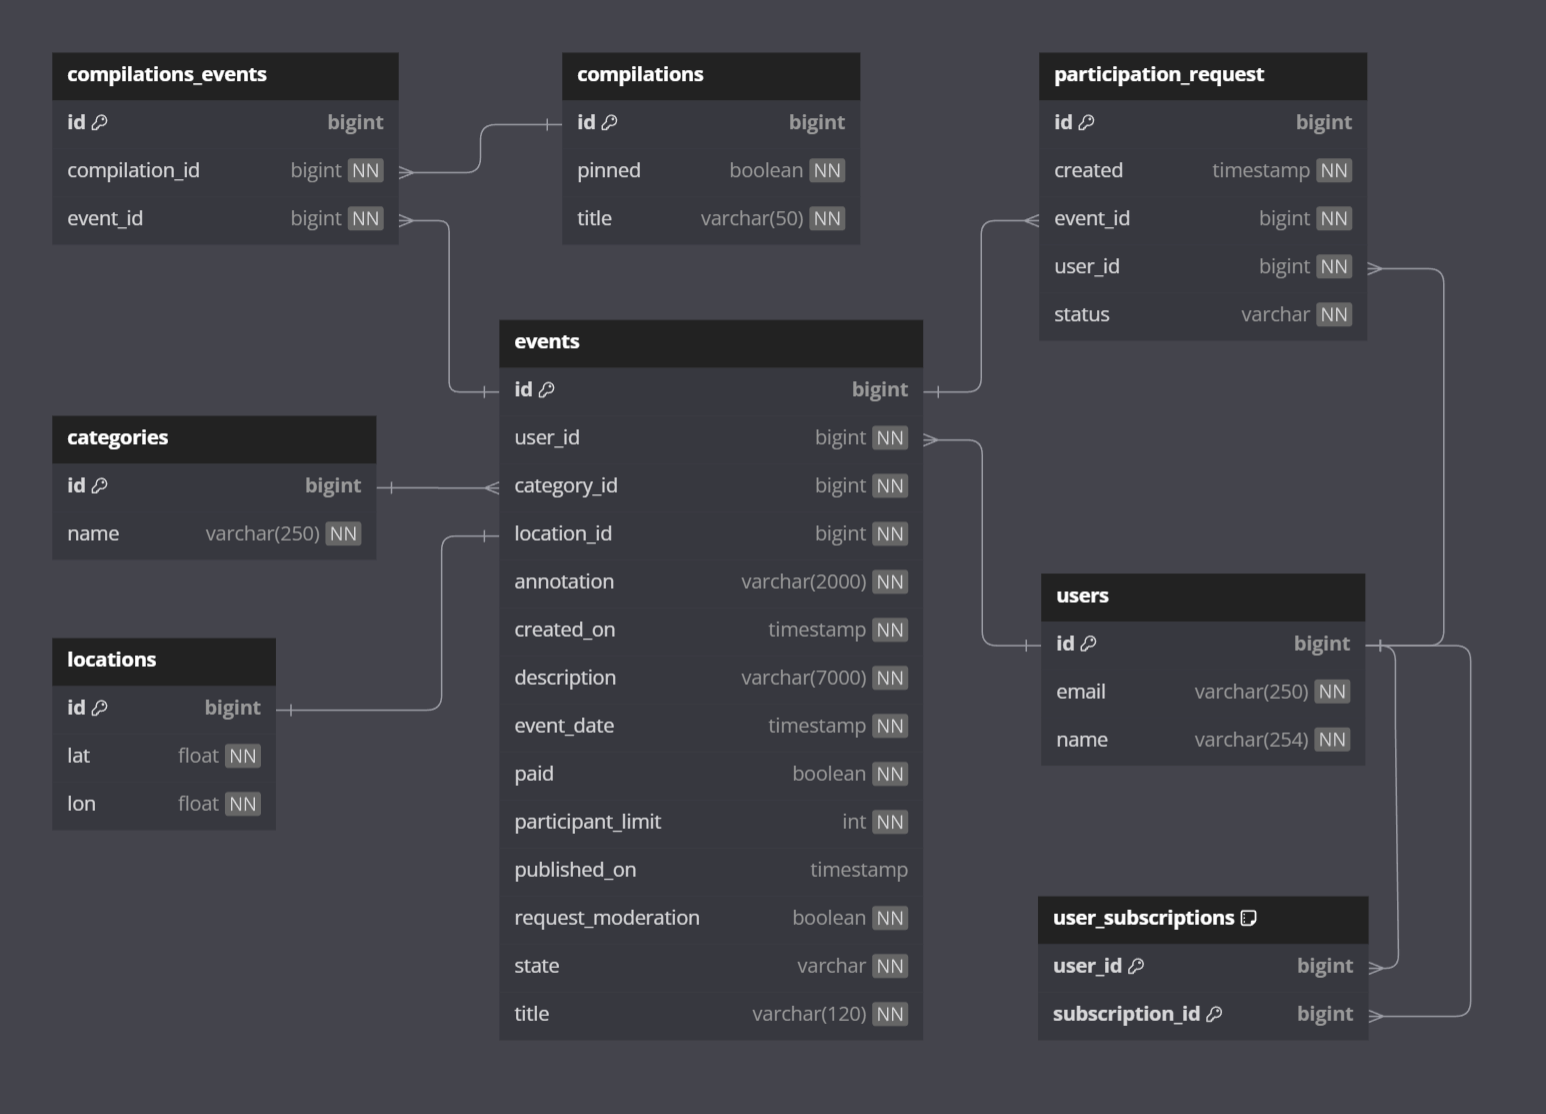 compilations_events
id bigint
compilation_id bigint NN
event_id bigint NN
compilations
id bigint
pinned boolean NN
title varchar(50) NN
participation_request
id bigint
created timestamp NN
event_id bigint NN
user_id bigint NN
status varchar NN
events
id bigint
user_id bigint NN
category_id bigint NN
location_id bigint NN
annotation varchar(2000) NN
created_on timestamp NN
description varchar(7000) NN
event_date timestamp NN
paid boolean NN
participant_limit int NN
published_on timestamp
request_moderation boolean NN
state varchar NN
title varchar(120) NN
categories
id bigint
name varchar(250) NN
locations
id bigint
lat float NN
lon float NN
users
id bigint
email varchar(250) NN
name varchar(254) NN
user_subscriptions
user_id bigint
subscription_id bigint